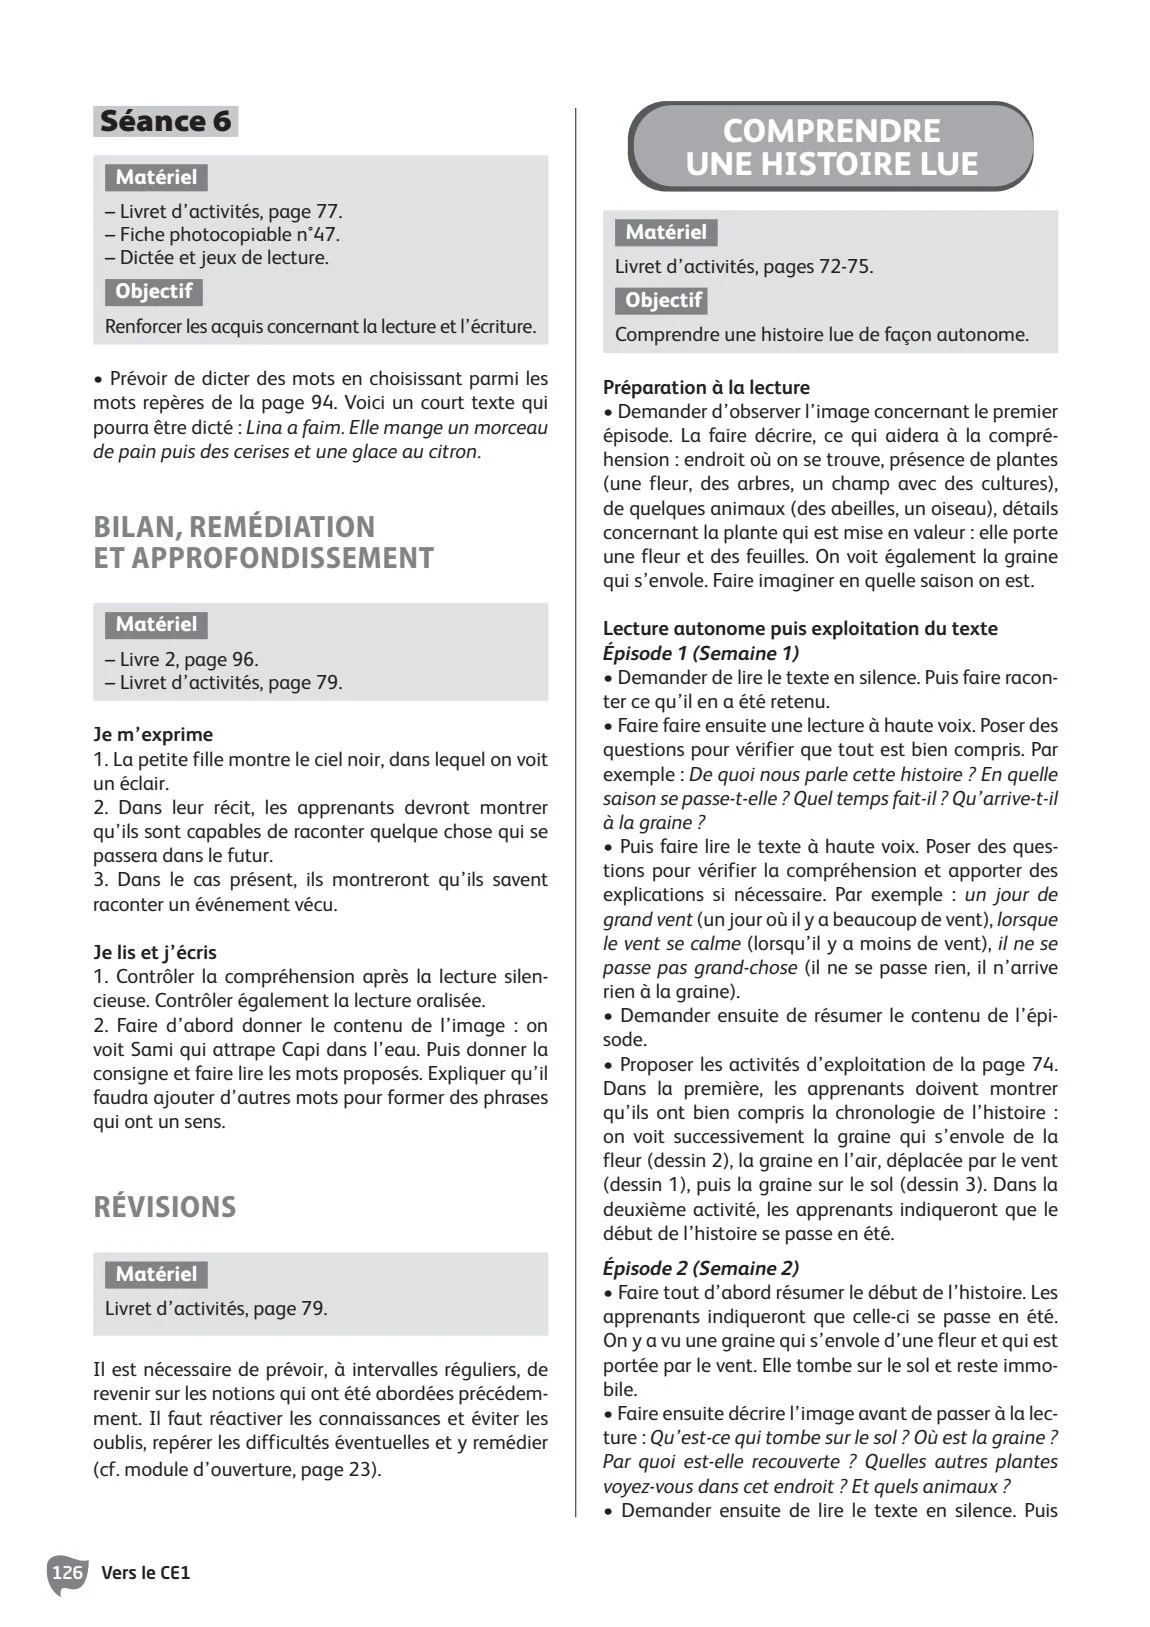 Séance 6
Matériel
– Livret d’activités, page 77.
– Fiche photocopiable n°47.
– Dictée et jeux de lecture.
Objectif
Renforcer les acquis concernant la lecture et l’écriture.
• Prévoir de dicter des mots en choisissant parmi les
mots repères de la page 94. Voici un court texte qui
pourra être dicté : Lina a faim. Elle mange un morceau
de pain puis des cerises et une glace au citron.
BILAN, REMÉDIATION
ET APPROFONDISSEMENT
Matériel
– Livre 2, page 96.
– Livret d’activités, page 79.
Je m’exprime
1. La petite fille montre le ciel noir, dans lequel on voit
un éclair.
2. Dans leur récit, les apprenants devront montrer
qu’ils sont capables de raconter quelque chose qui se
passera dans le futur.
3. Dans le cas présent, ils montreront qu’ils savent
raconter un événement vécu.
Je lis et j’écris
1. Contrôler la compréhension après la lecture silen-
cieuse. Contrôler également la lecture oralisée.
2. Faire d’abord donner le contenu de l’image : on
voit Sami qui attrape Capi dans l’eau. Puis donner la
consigne et faire lire les mots proposés. Expliquer qu’il
faudra ajouter d’autres mots pour former des phrases
qui ont un sens.
RÉVISIONS
Matériel
Livret d’activités, page 79.
Il est nécessaire de prévoir, à intervalles réguliers, de
revenir sur les notions qui ont été abordées précédem-
ment. Il faut réactiver les connaissances et éviter les
oublis, repérer les difficultés éventuelles et y remédier
(cf. module d’ouverture, page 23).
COMPRENDRE
UNE HISTOIRE LUE
Matériel
Livret d’activités, pages 72-75.
Objectif
Comprendre une histoire lue de façon autonome.
Préparation à la lecture
• Demander d’observer l’image concernant le premier
épisode. La faire décrire, ce qui aidera à la compré-
hension : endroit où on se trouve, présence de plantes
(une fleur, des arbres, un champ avec des cultures),
de quelques animaux (des abeilles, un oiseau), détails
concernant la plante qui est mise en valeur : elle porte
une fleur et des feuilles. On voit également la graine
qui s’envole. Faire imaginer en quelle saison on est.
Lecture autonome puis exploitation du texte
Épisode 1 (Semaine 1)
• Demander de lire le texte en silence. Puis faire racon-
ter ce qu’il en a été retenu.
• Faire faire ensuite une lecture à haute voix. Poser des
questions pour vérifier que tout est bien compris. Par
exemple : De quoi nous parle cette histoire ? En quelle
saison se passe-t-elle ? Quel temps fait-il ? Qu’arrive-t-il
à la graine ?
• Puis faire lire le texte à haute voix. Poser des ques-
tions pour vérifier la compréhension et apporter des
explications si nécessaire. Par exemple : un jour de
grand vent (un jour où il y a beaucoup de vent), lorsque
le vent se calme (lorsqu’il y a moins de vent), il ne se
passe pas grand-chose (il ne se passe rien, il n’arrive
rien à la graine).
• Demander ensuite de résumer le contenu de l’épi-
sode.
• Proposer les activités d’exploitation de la page 74.
Dans la première, les apprenants doivent montrer
qu’ils ont bien compris la chronologie de l’histoire :
on voit successivement la graine qui s’envole de la
fleur (dessin 2), la graine en l’air, déplacée par le vent
(dessin 1), puis la graine sur le sol (dessin 3). Dans la
deuxième activité, les apprenants indiqueront que le
début de l’histoire se passe en été.
Épisode 2 (Semaine 2)
• Faire tout d’abord résumer le début de l’histoire. Les
apprenants indiqueront que celle-ci se passe en été.
On y a vu une graine qui s’envole d’une fleur et qui est
portée par le vent. Elle tombe sur le sol et reste immo-
bile.
• Faire ensuite décrire l’image avant de passer à la lec-
ture : Qu’est-ce qui tombe sur le sol ? Où est la graine ?
Par quoi est-elle recouverte ? Quelles autres plantes
voyez-vous dans cet endroit ? Et quels animaux ?
• Demander ensuite de lire le texte en silence. Puis
126 Vers le CE1